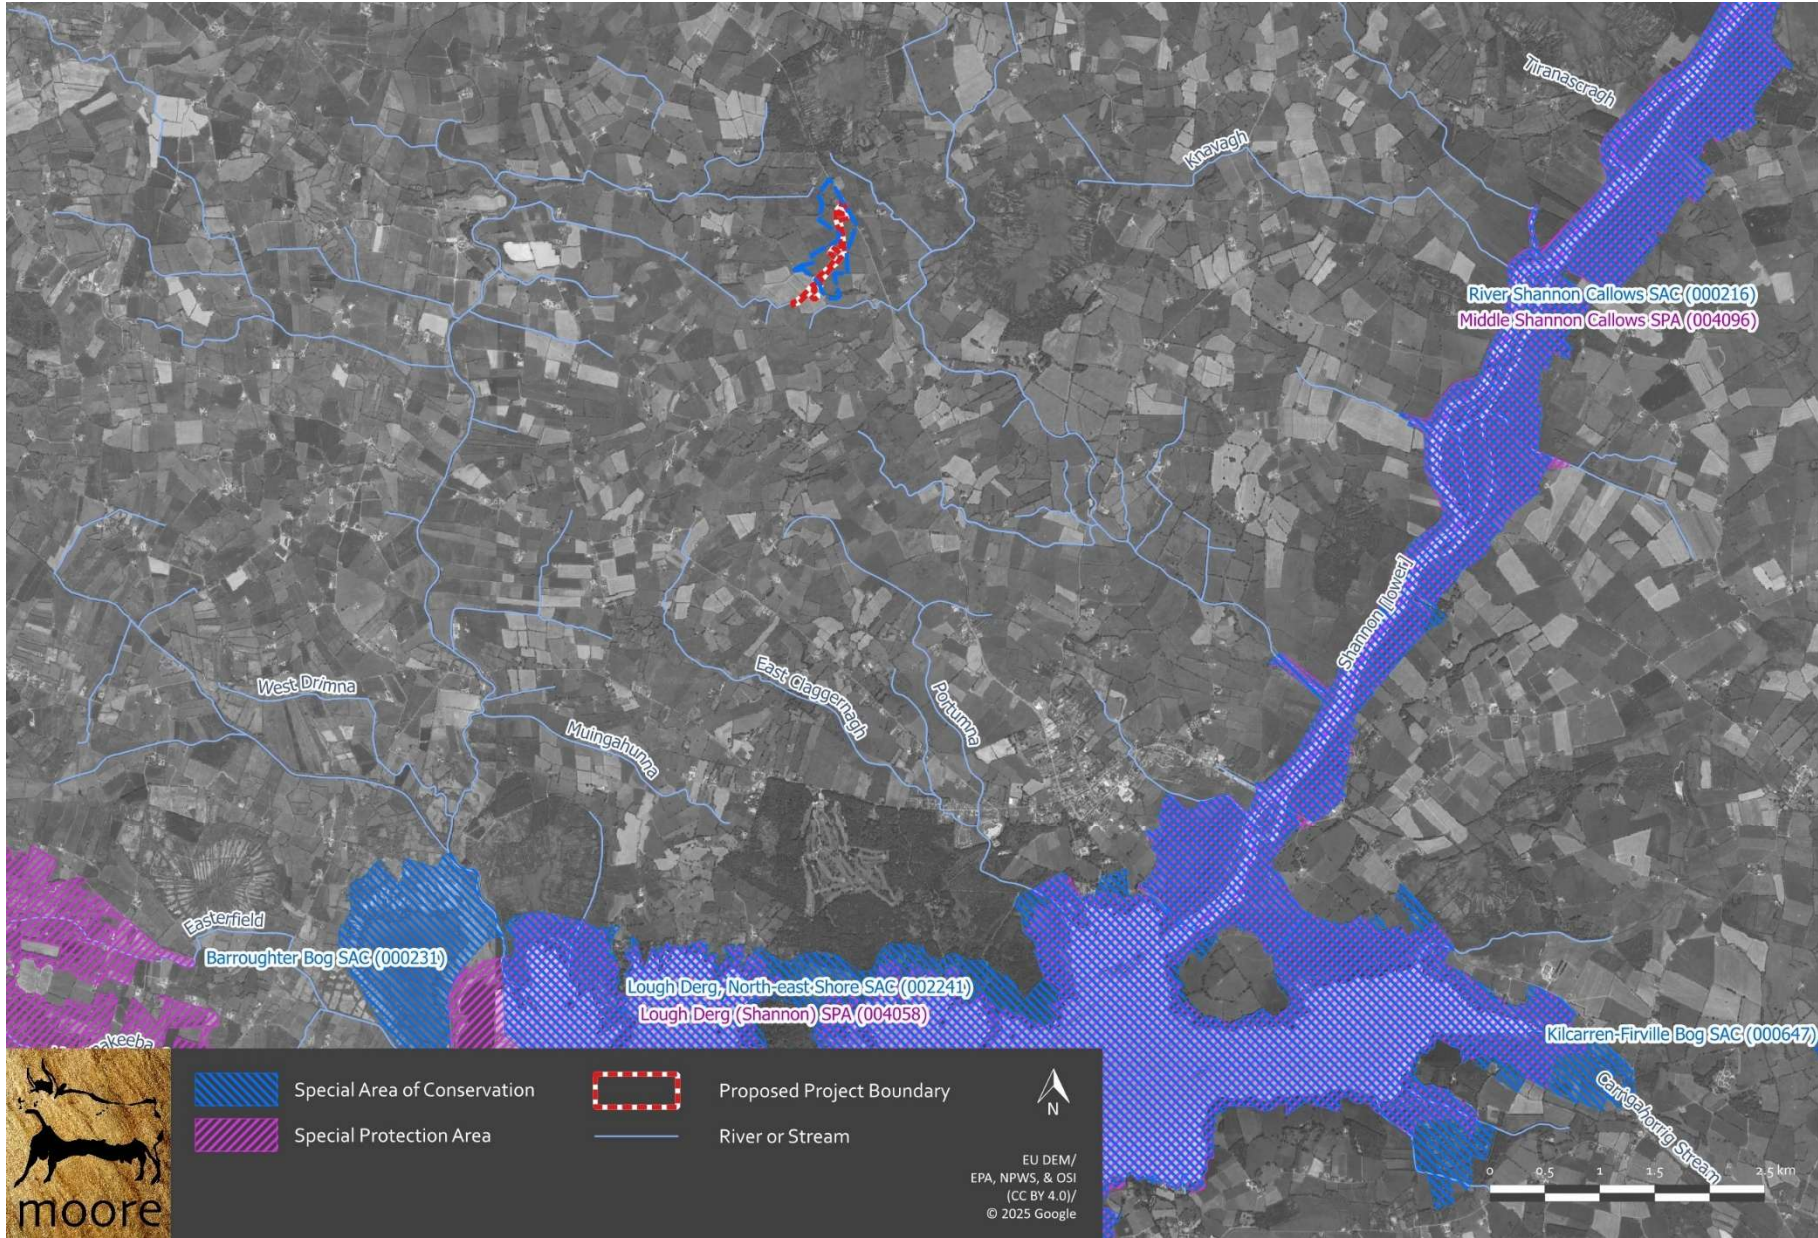 Tiranascragh
Knavagh
River Shannon Callows SAC (000216)
Middle Shannon Callows SPA (004096)
Shannon [lower]
West Drimna
East Claggernagh
Portumna
Muingahunna
Easterfield
Barroughter Bog SAC (000231)
Lough Derg, North-east Shore SAC (002241)
Lough Derg (Shannon) SPA (004058)
Kilcarren-Firville Bog SAC (000647)
Carrigahorrig Stream
Special Area of Conservation
Special Protection Area
Proposed Project Boundary
River or Stream
N
EU DEM/
EPA, NPWS, & OSI
(CC BY 4.0)/
© 2025 Google
0 0.5 1 1.5 2.5 km
moore